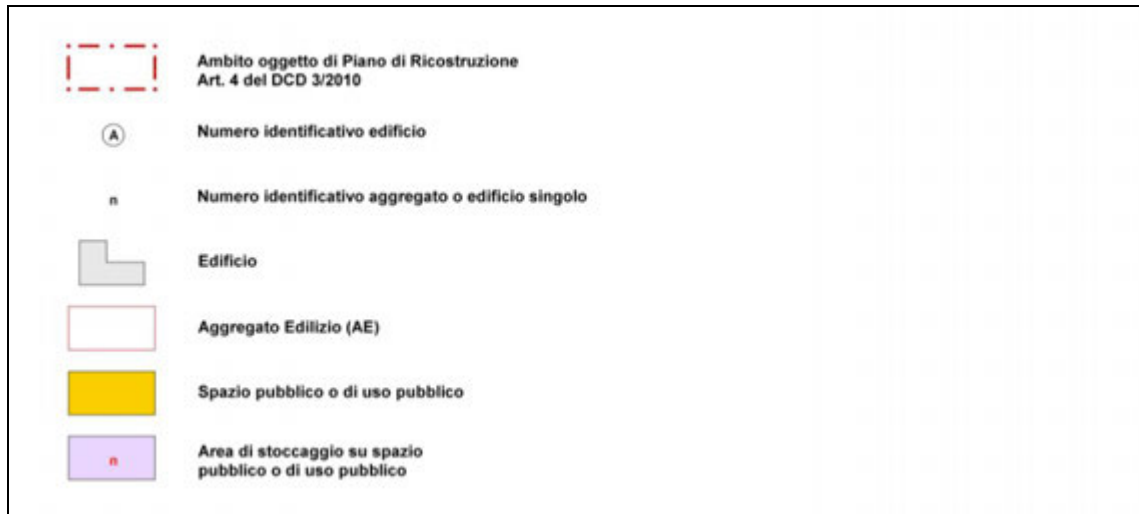 Ambito oggetto di Piano di Ricostruzione
Art. 4 del DCD 3/2010
A
Numero identificativo edificio
n
Numero identificativo aggregato o edificio singolo
Edificio
Aggregato Edilizio (AE)
Spazio pubblico o di uso pubblico
n
Area di stoccaggio su spazio
pubblico o di uso pubblico